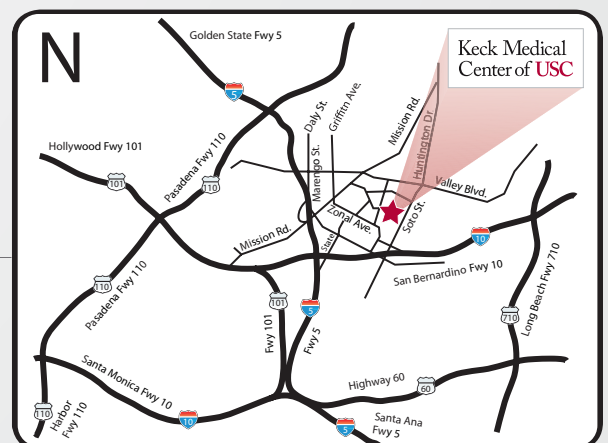 N
Golden State Fwy 5
Keck Medical
Center of USC
5
Daly St.
Griffitn Ave.
Mission Rd.
Huntington Dr.
Hollywood Fwy 101
Pasadena Fwy 110
101
110
Marengo St.
Valley Blvd.
Zonal Ave.
Soto St.
Mission Rd.
State
10
San Bernardino Fwy 10
Long Beach Fwy 710
110
Pasadena Fwy 110
101
5
710
Fwy 101
Fwy 5
Santa Monica Fwy 10
Highway 60
60
110
Harbor
Fwy 110
10
Santa Ana
Fwy 5
5